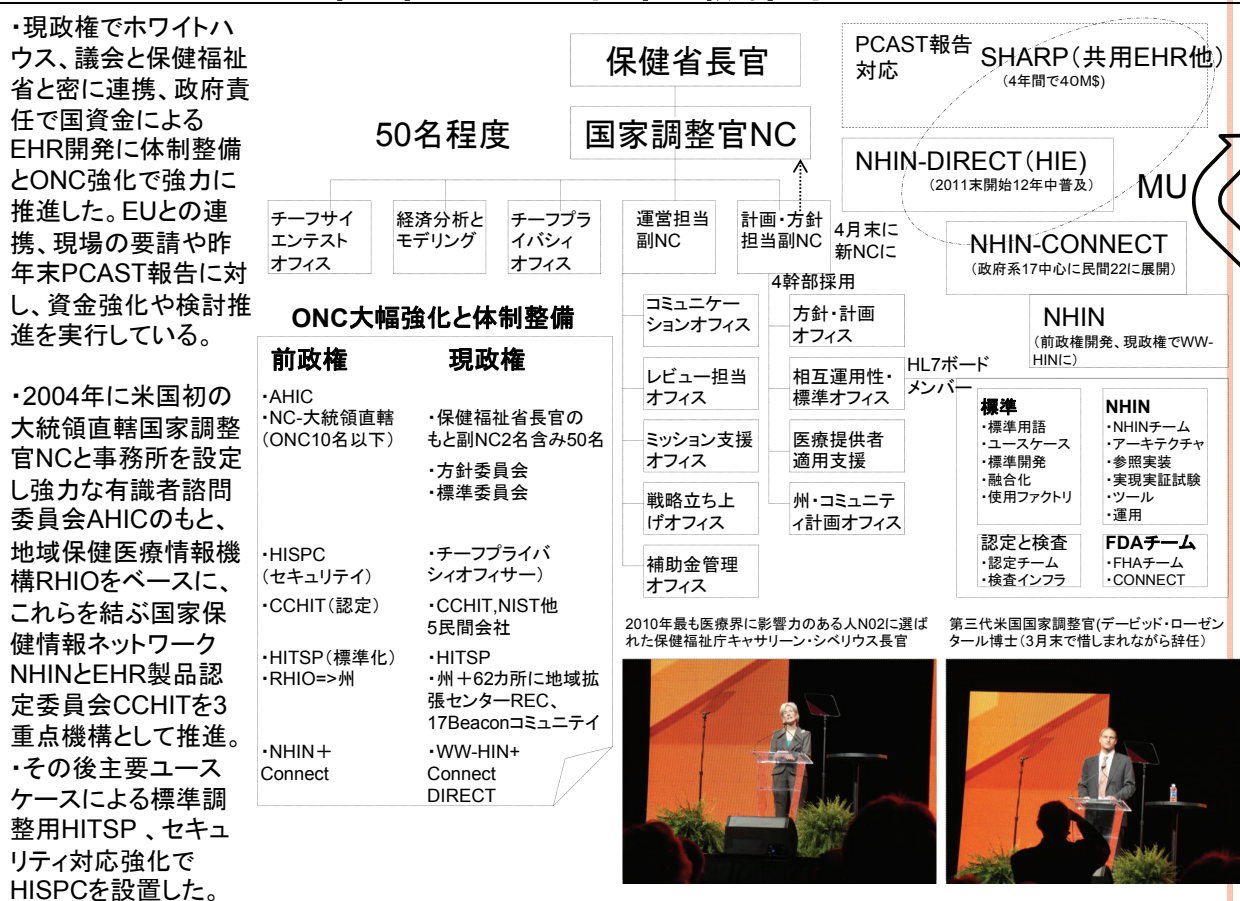 ・現政権でホワイトハ
ウス、議会と保健福祉
省と密に連携、政府責
任で国資金による
EHR開発に体制整備
とONC強化で強力に
推進した。EUとの連
携、現場の要請や昨
年末PCAST報告に対
し、資金強化や検討推
進を実行している。
・2004年に米国初の
大統領直轄国家調整
官NCと事務所を設定
し強力な有識者諮問
委員会AHICのもと、
地域保健医療情報機
構RHIOをベースに、
これらを結ぶ国家保
健情報ネットワーク
NHINとEHR製品認
定委員会CCHITを3
重点機構として推進。
・その後主要ユース
ケースによる標準調
整用HITSP 、セキュ
リティ対応強化で
HISPCを設置した。
保健省長官
50名程度
国家調整官NC
チーフサイ
エンテスト
オフィス
経済分析と
モデリング
チーフプラ
イバシィ
オフィス
運営担当
副NC
計画・方針
担当副NC
4月末に
新NCに
4幹部採用
コミュニケー
ションオフィス
レビュー担当
オフィス
ミッション支援
オフィス
戦略立ち上
げオフィス
補助金管理
オフィス
方針・計画
オフィス
相互運用性・
標準オフィス
医療提供者
適用支援
州・コミュニテ
ィ計画オフィス
HL7ボード
メンバー
PCAST報告
対応
SHARP(共用EHR他)
(4年間で40M$)
NHIN-DIRECT(HIE)
(2011末開始12年中普及)
MU
NHIN-CONNECT
(政府系17中心に民間22に展開)
NHIN
(前政権開発、現政権でWW-
HINに)
標準
・標準用語
・ユースケース
・標準開発
・融合化
・使用ファクトリ
NHIN
・NHINチーム
・アーキテクチャ
・参照実装
・実現実証試験
・ツール
・運用
認定と検査
・認定チーム
・検査インフラ
FDAチーム
・FHAチーム
・CONNECT
ONC大幅強化と体制整備
前政権
現政権
・AHIC
・NC-大統領直轄
(ONC10名以下)
・保健福祉省長官の
もと副NC2名含み50名
・方針委員会
・標準委員会
・HISPC
(セキュリテイ)
・チーフプライバ
シィオフィサー)
・CCHIT(認定)
・CCHIT,NIST他
5民間会社
・HITSP(標準化)
・RHIO=>州
・HITSP
・州+62カ所に地域拡
張センターREC、
17Beaconコミュニテイ
・NHIN+
Connect
・WW-HIN+
Connect
DIRECT
2010年最も医療界に影響力のある人N02に選ば
れた保健福祉庁キャサリーン・シベリウス長官
第三代米国国家調整官(デービッド・ローゼン
タール博士(3月末で惜しまれながら辞任)